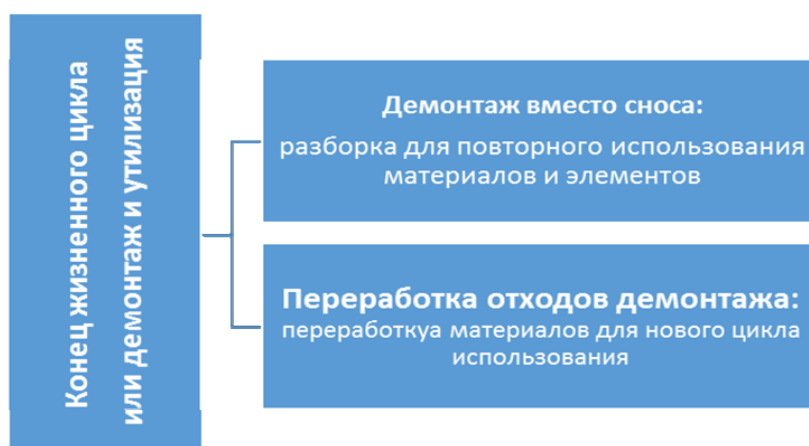 Конец жизненного цикла
или демонтаж и утилизация
Демонтаж вместо сноса:
разборка для повторного использования
материалов и элементов
Переработка отходов демонтажа:
переработкуа материалов для нового цикла
использования